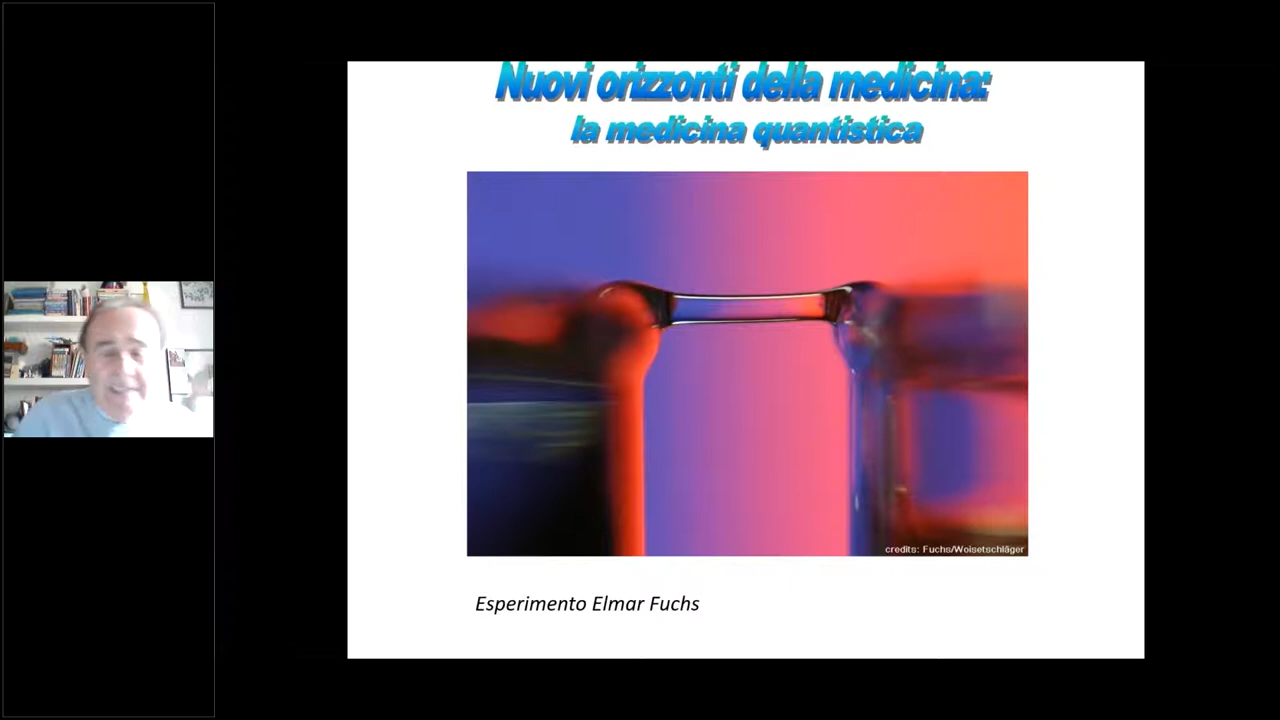 Nuovi orizzonti della medicina:
la medicina quantistica
credits: Fuchs/Woisetschläger
Esperimento Elmar Fuchs